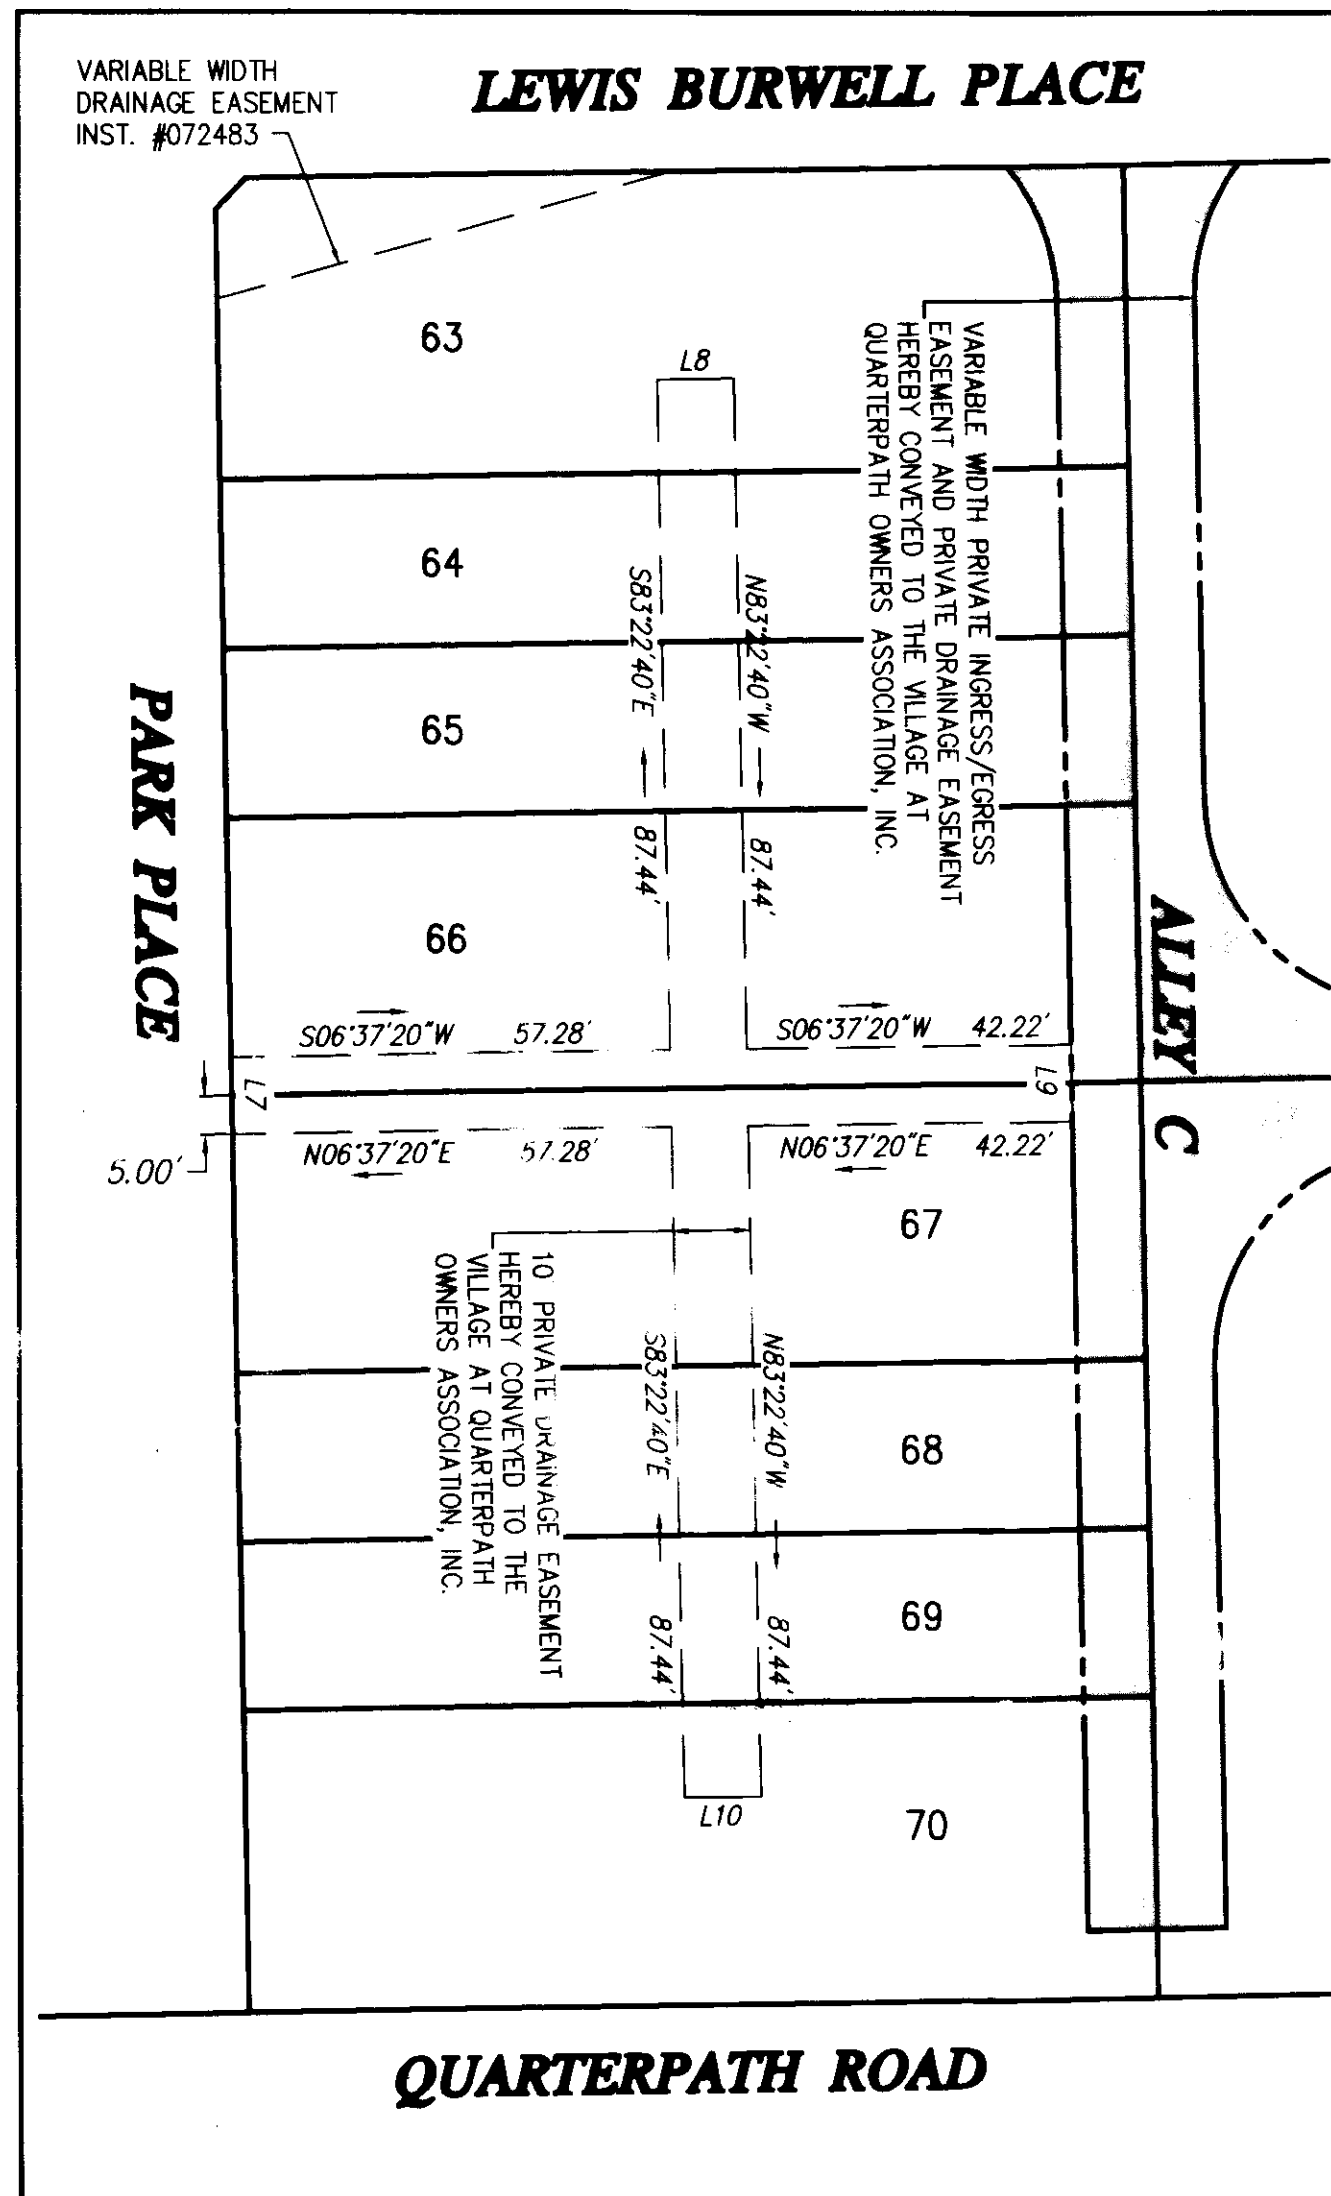 VARIABLE WIDTH
DRAINAGE EASEMENT
INST. #072483
LEWIS BURWELL PLACE
63
L8
VARIABLE WIDTH PRIVATE INGRESS/EGRESS
EASEMENT AND PRIVATE DRAINAGE EASEMENT
HEREBY CONVEYED TO THE VILLAGE AT
QUARTERPATH OWNERS ASSOCIATION, INC.
64
S83°22'40"E
87.44'
N83°22'40"W
87.44'
65
PARK PLACE
66
ALLEY C
S06°37'20"W 57.28'
S06°37'20"W 42.22'
L7
L9
N06°37'20"E 57.28'
N06°37'20"E 42.22'
5.00'
67
10' PRIVATE DRAINAGE EASEMENT
HEREBY CONVEYED TO THE
VILLAGE AT QUARTERPATH
OWNERS ASSOCIATION, INC.
S83°22'40"E
87.44'
N83°22'40"W
87.44'
68
69
L10
70
QUARTERPATH ROAD